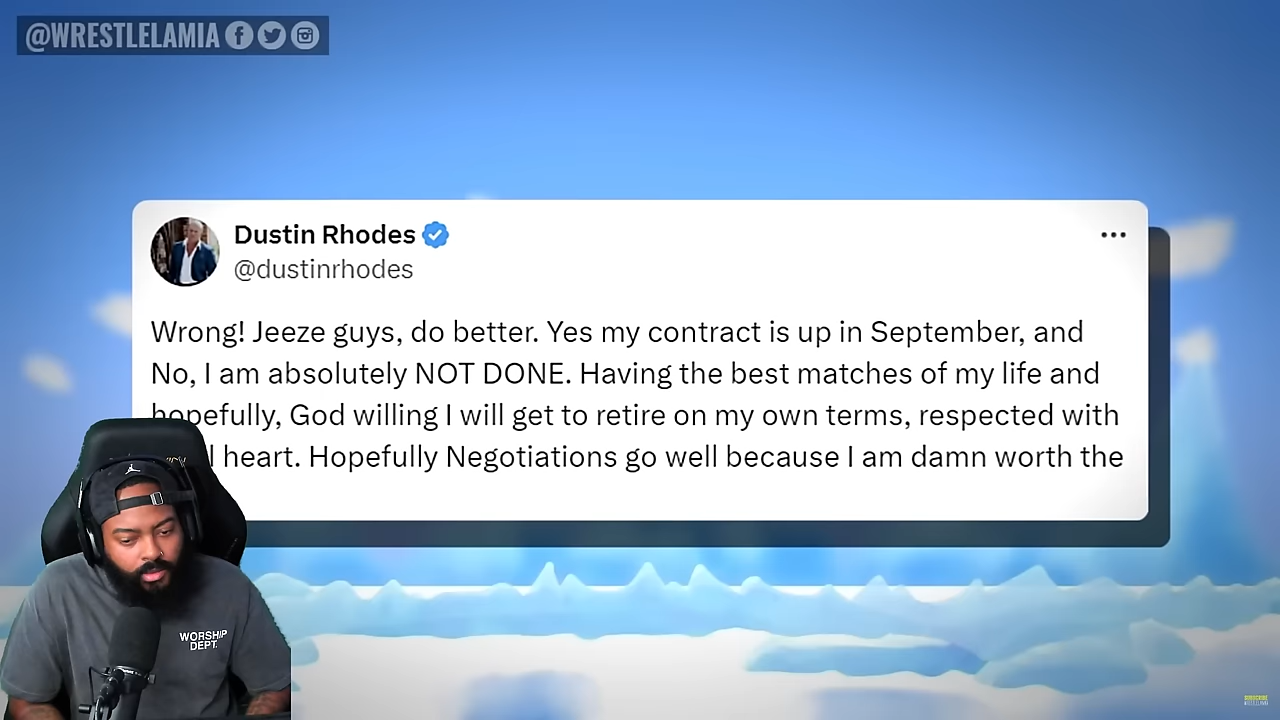 @WRESTLELAMIA
Dustin Rhodes
@dustinrhodes
Wrong! Jeeze guys, do better. Yes my contract is up in September, and
No, I am absolutely NOT DONE. Having the best matches of my life and
hopefully, God willing I will get to retire on my own terms, respected with
heart. Hopefully Negotiations go well because I am damn worth the
WORSHIP
DEPT.
SUBSCRIBE
WRESTLELAMIA